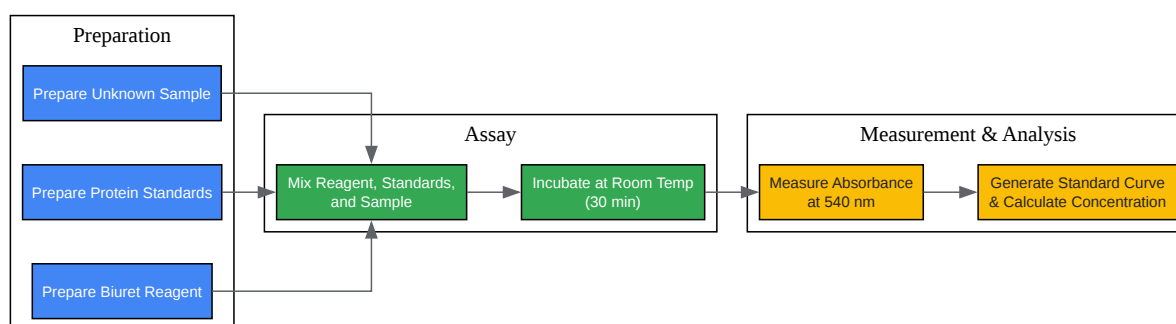 Preparation
Prepare Unknown Sample
Prepare Protein Standards
Prepare Biuret Reagent
Assay
Mix Reagent, Standards,
and Sample
Incubate at Room Temp
(30 min)
Measurement & Analysis
Measure Absorbance
at 540 nm
Generate Standard Curve
& Calculate Concentration